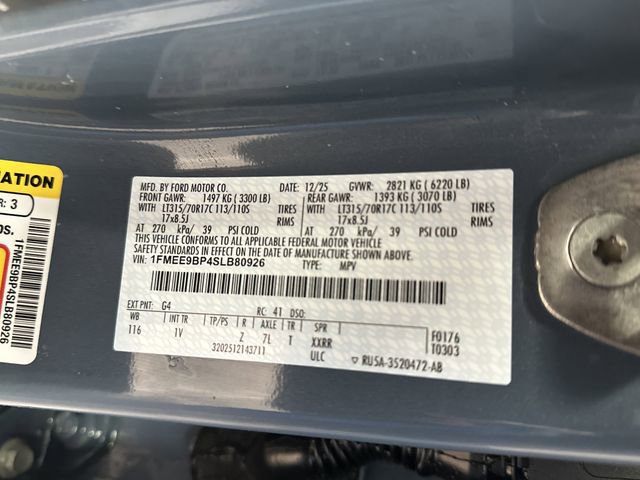 MFD. BY FORD MOTOR CO. 12/25 GVWR: 2821 KG ( 6220 LB)
FRONT GAWR: 1497 KG ( 3300 LB) REAR GAWR: 1393 KG ( 3070 LB)
WITH LT315/70R17C 113/110S TIRES WITH LT315/70R17C 113/110S TIRES
17x8.5J RIMS 17x8.5J RIMS
AT 270 kPa/ 39 PSI COLD AT 270 kPa/ 39 PSI COLD
THIS VEHICLE CONFORMS TO ALL APPLICABLE FEDERAL MOTOR VEHICLE
SAFETY STANDARDS IN EFFECT ON THE DATE OF MANUFACTURE SHOWN ABOVE.
VIN: 1FMEE9BP4SLB80926 TYPE: MPV
EXT PNT: G4 RC: 41 DSO:
WB INT TR TP/PS R AXLE TR SPR F0176
116 1V Z 7L T XXRR T0303
3202512143711 ULC ▽ RU5A-3520472-AB
MATION
R: 3
DS.
1FMEE9BP4SLB80926